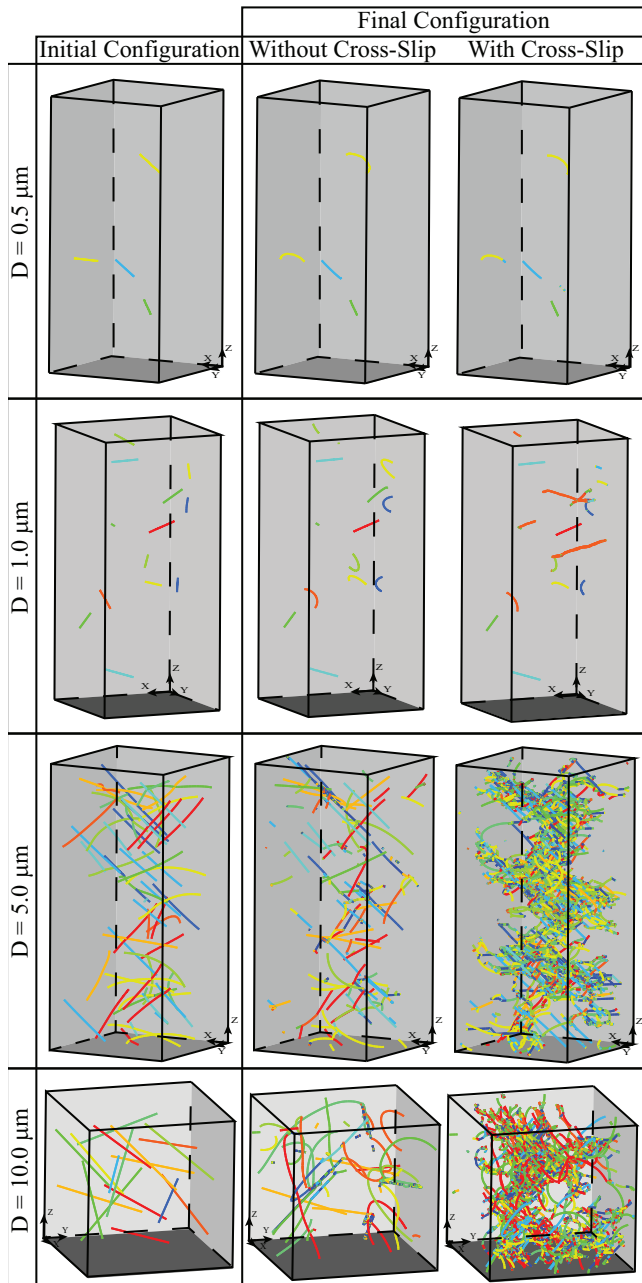 Final Configuration
Initial Configuration Without Cross-Slip With Cross-Slip
D = 0.5 μm
X Z Y
X Z Y
X Z Y
D = 1.0 μm
Z X Y
Z X Y
Z X Y
D = 5.0 μm
Z X Y
Z X Y
Z X Y
D = 10.0 μm
Z Y X
Z Y X
Z Y